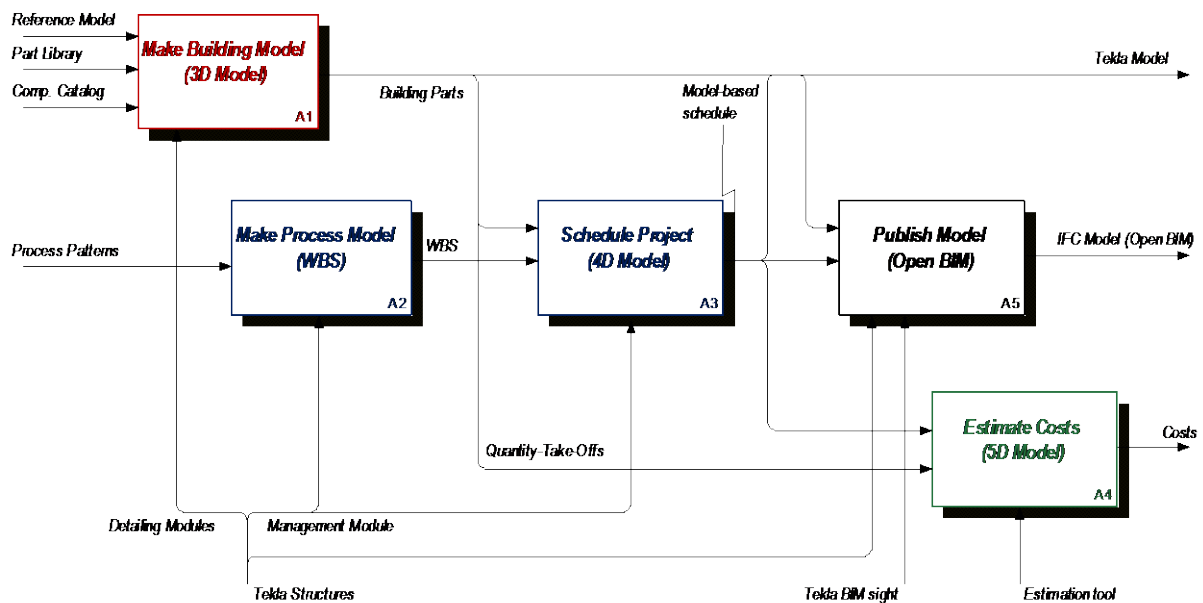 Reference Model
Part Library
Comp. Catalog
Make Building Model
(3D Model)
A1
Building Parts
Model-based
schedule
Tekla Model
Process Patterns
Make Process Model
(WBS)
A2
WBS
Schedule Project
(4D Model)
A3
Publish Model
(Open BIM)
A5
IFC Model (Open BIM)
Quantity-Take-Offs
Estimate Costs
(5D Model)
A4
Costs
Detailing Modules
Management Module
Tekla Structures
Tekla BIM sight
Estimation tool